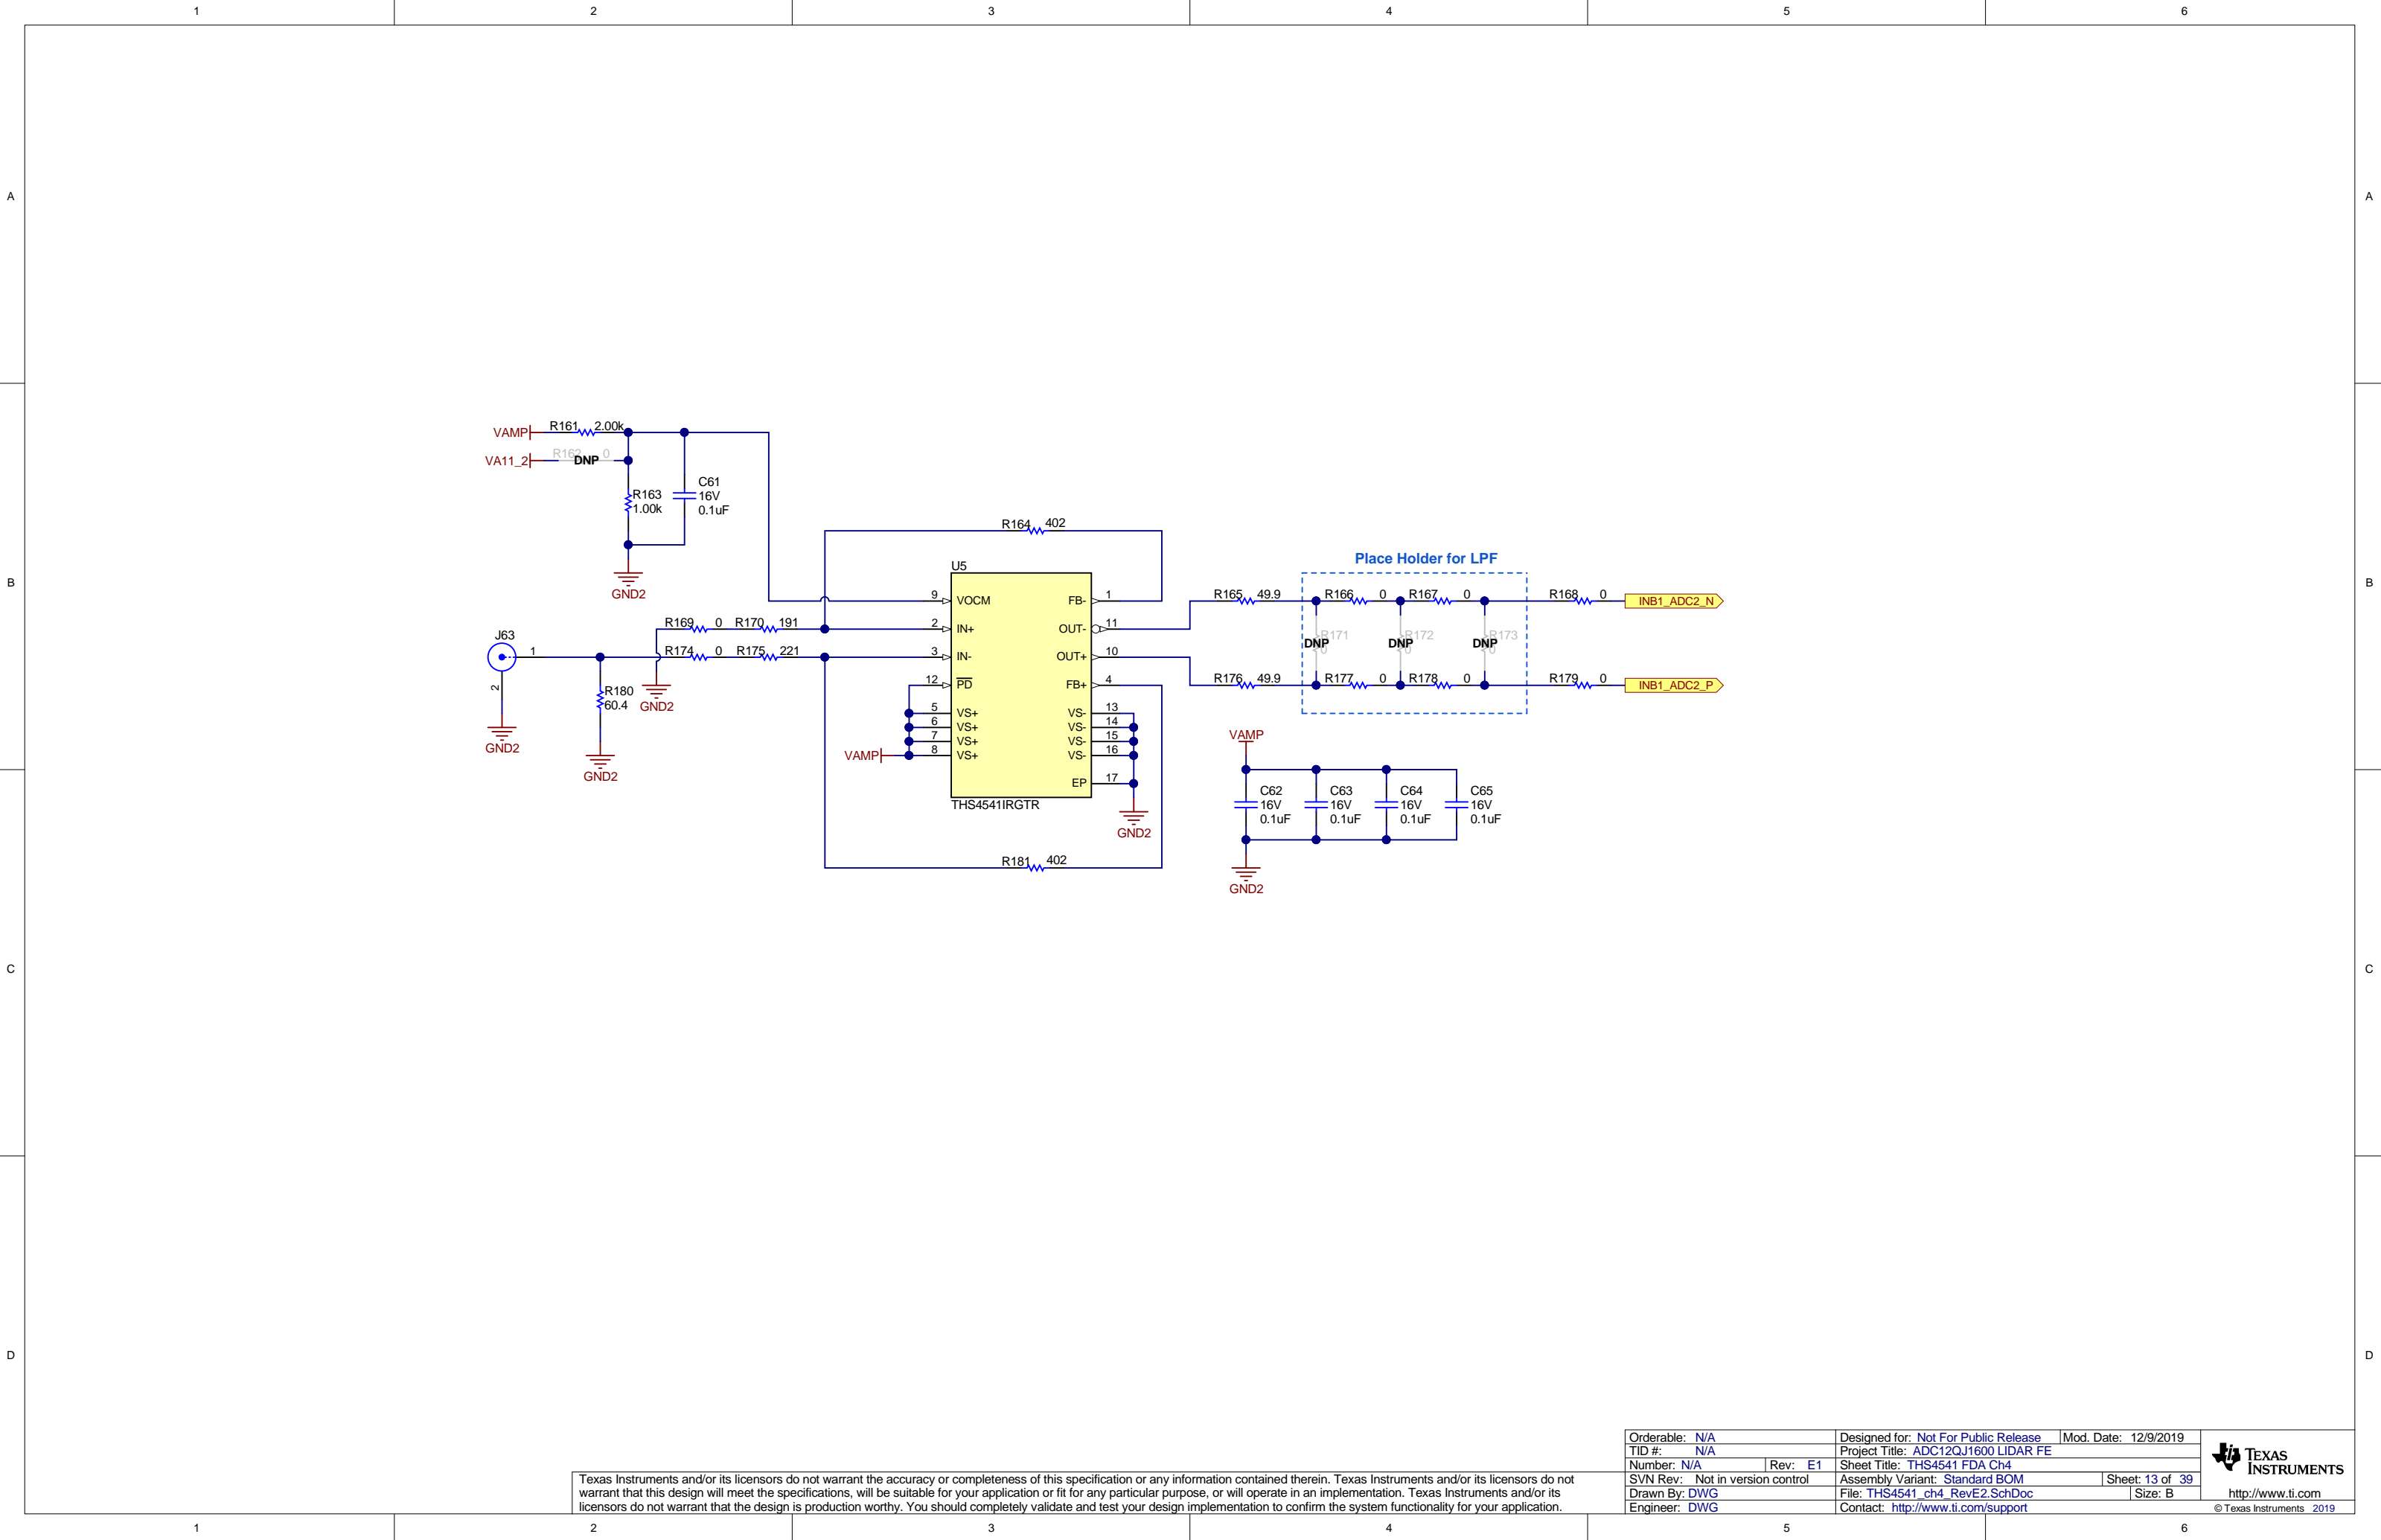 1 2 3 4 5 6
A A
VAMP R161 2.00k
VA11_2 R162 0
DNP
R163
1.00k
C61
16V
0.1uF
GND2
R164 402
B B
U5
9 VOCM FB- 1
2 IN+ OUT- 11
3 IN- OUT+ 10
12 PD FB+ 4
5 VS+ VS- 13
6 VS+ VS- 14
7 VS+ VS- 15
8 VS+ VS- 16
EP 17
THS4541IRGTR
VAMP
GND2
R169 0 R170 191
J63
1
2
R174 0 R175 221
R180
60.4
GND2
GND2
GND2
R181 402
Place Holder for LPF
R165 49.9 R166 0 R167 0 R168 0 INB1_ADC2_N
R171 R172 R173
DNP DNP DNP
0 0 0
R176 49.9 R177 0 R178 0 R179 0 INB1_ADC2_P
VAMP
C62 C63 C64 C65
16V 16V 16V 16V
0.1uF 0.1uF 0.1uF 0.1uF
GND2
C C
D D
Texas Instruments and/or its licensors do not warrant the accuracy or completeness of this specification or any information contained therein. Texas Instruments and/or its licensors do not
warrant that this design will meet the specifications, will be suitable for your application or fit for any particular purpose, or will operate in an implementation. Texas Instruments and/or its
licensors do not warrant that the design is production worthy. You should completely validate and test your design implementation to confirm the system functionality for your application.
Orderable: N/A Designed for: Not For Public Release Mod. Date: 12/9/2019
TID #: N/A Project Title: ADC12QJ1600 LIDAR FE
Number: N/A Rev: E1 Sheet Title: THS4541 FDA Ch4
SVN Rev: Not in version control Assembly Variant: Standard BOM Sheet: 13 of 39
Drawn By: DWG File: THS4541_ch4_RevE2.SchDoc Size: B
Engineer: DWG Contact: http://www.ti.com/support
TEXAS
INSTRUMENTS
http://www.ti.com
© Texas Instruments 2019
1 2 3 4 5 6